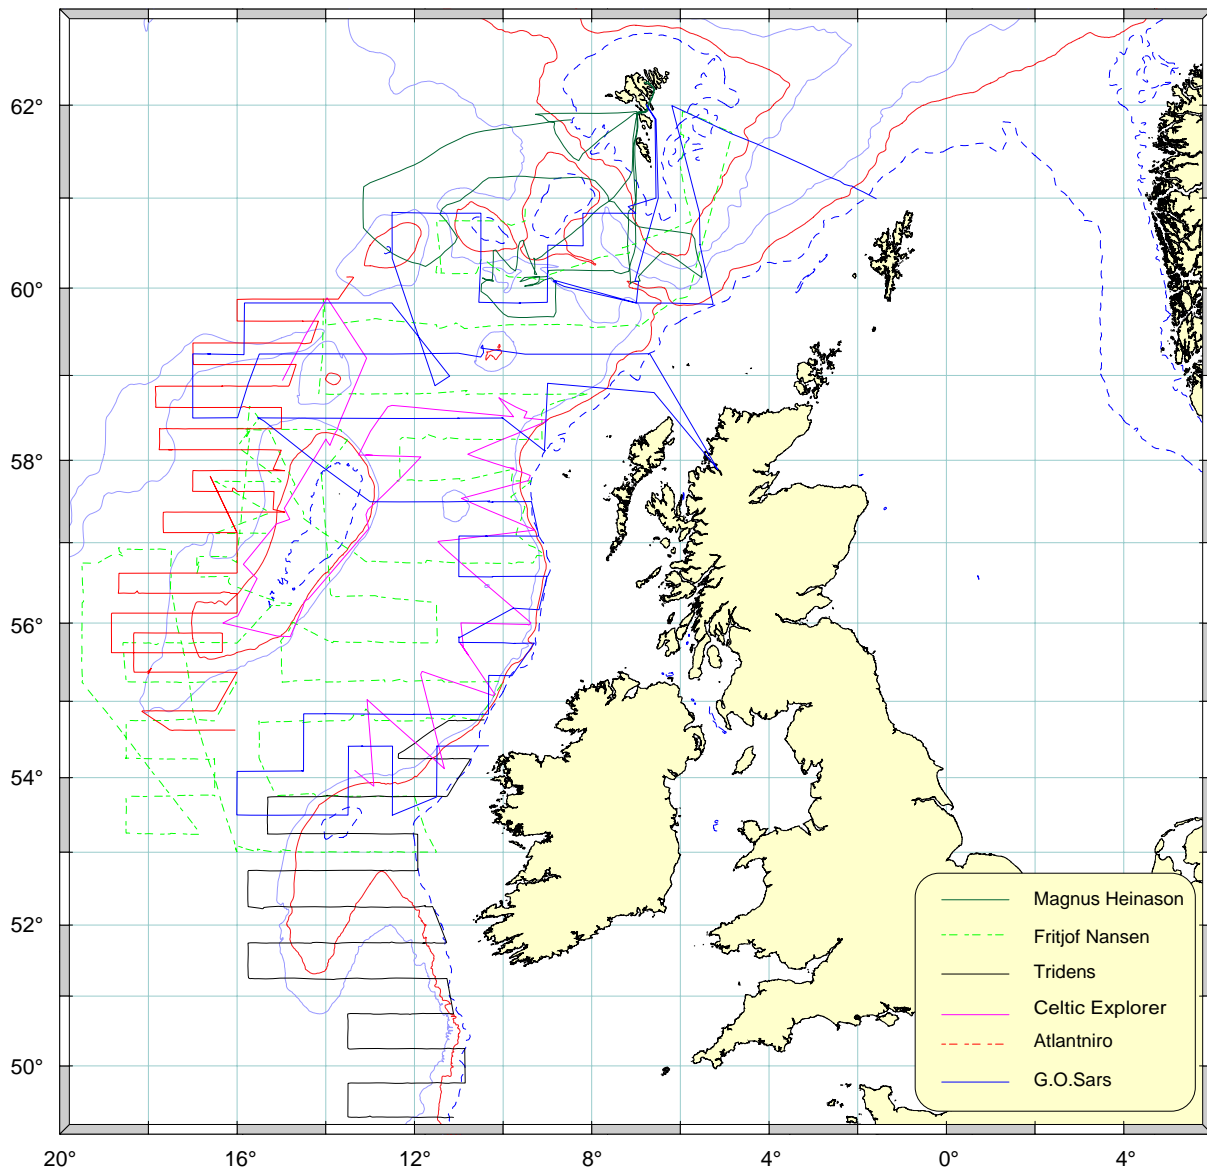 62°
60°
58°
56°
54°
52°
50°
Magnus Heinason
Fritjof Nansen
Tridens
Celtic Explorer
Atlantniro
G.O.Sars
20° 16° 12° 8° 4° 0° 4°